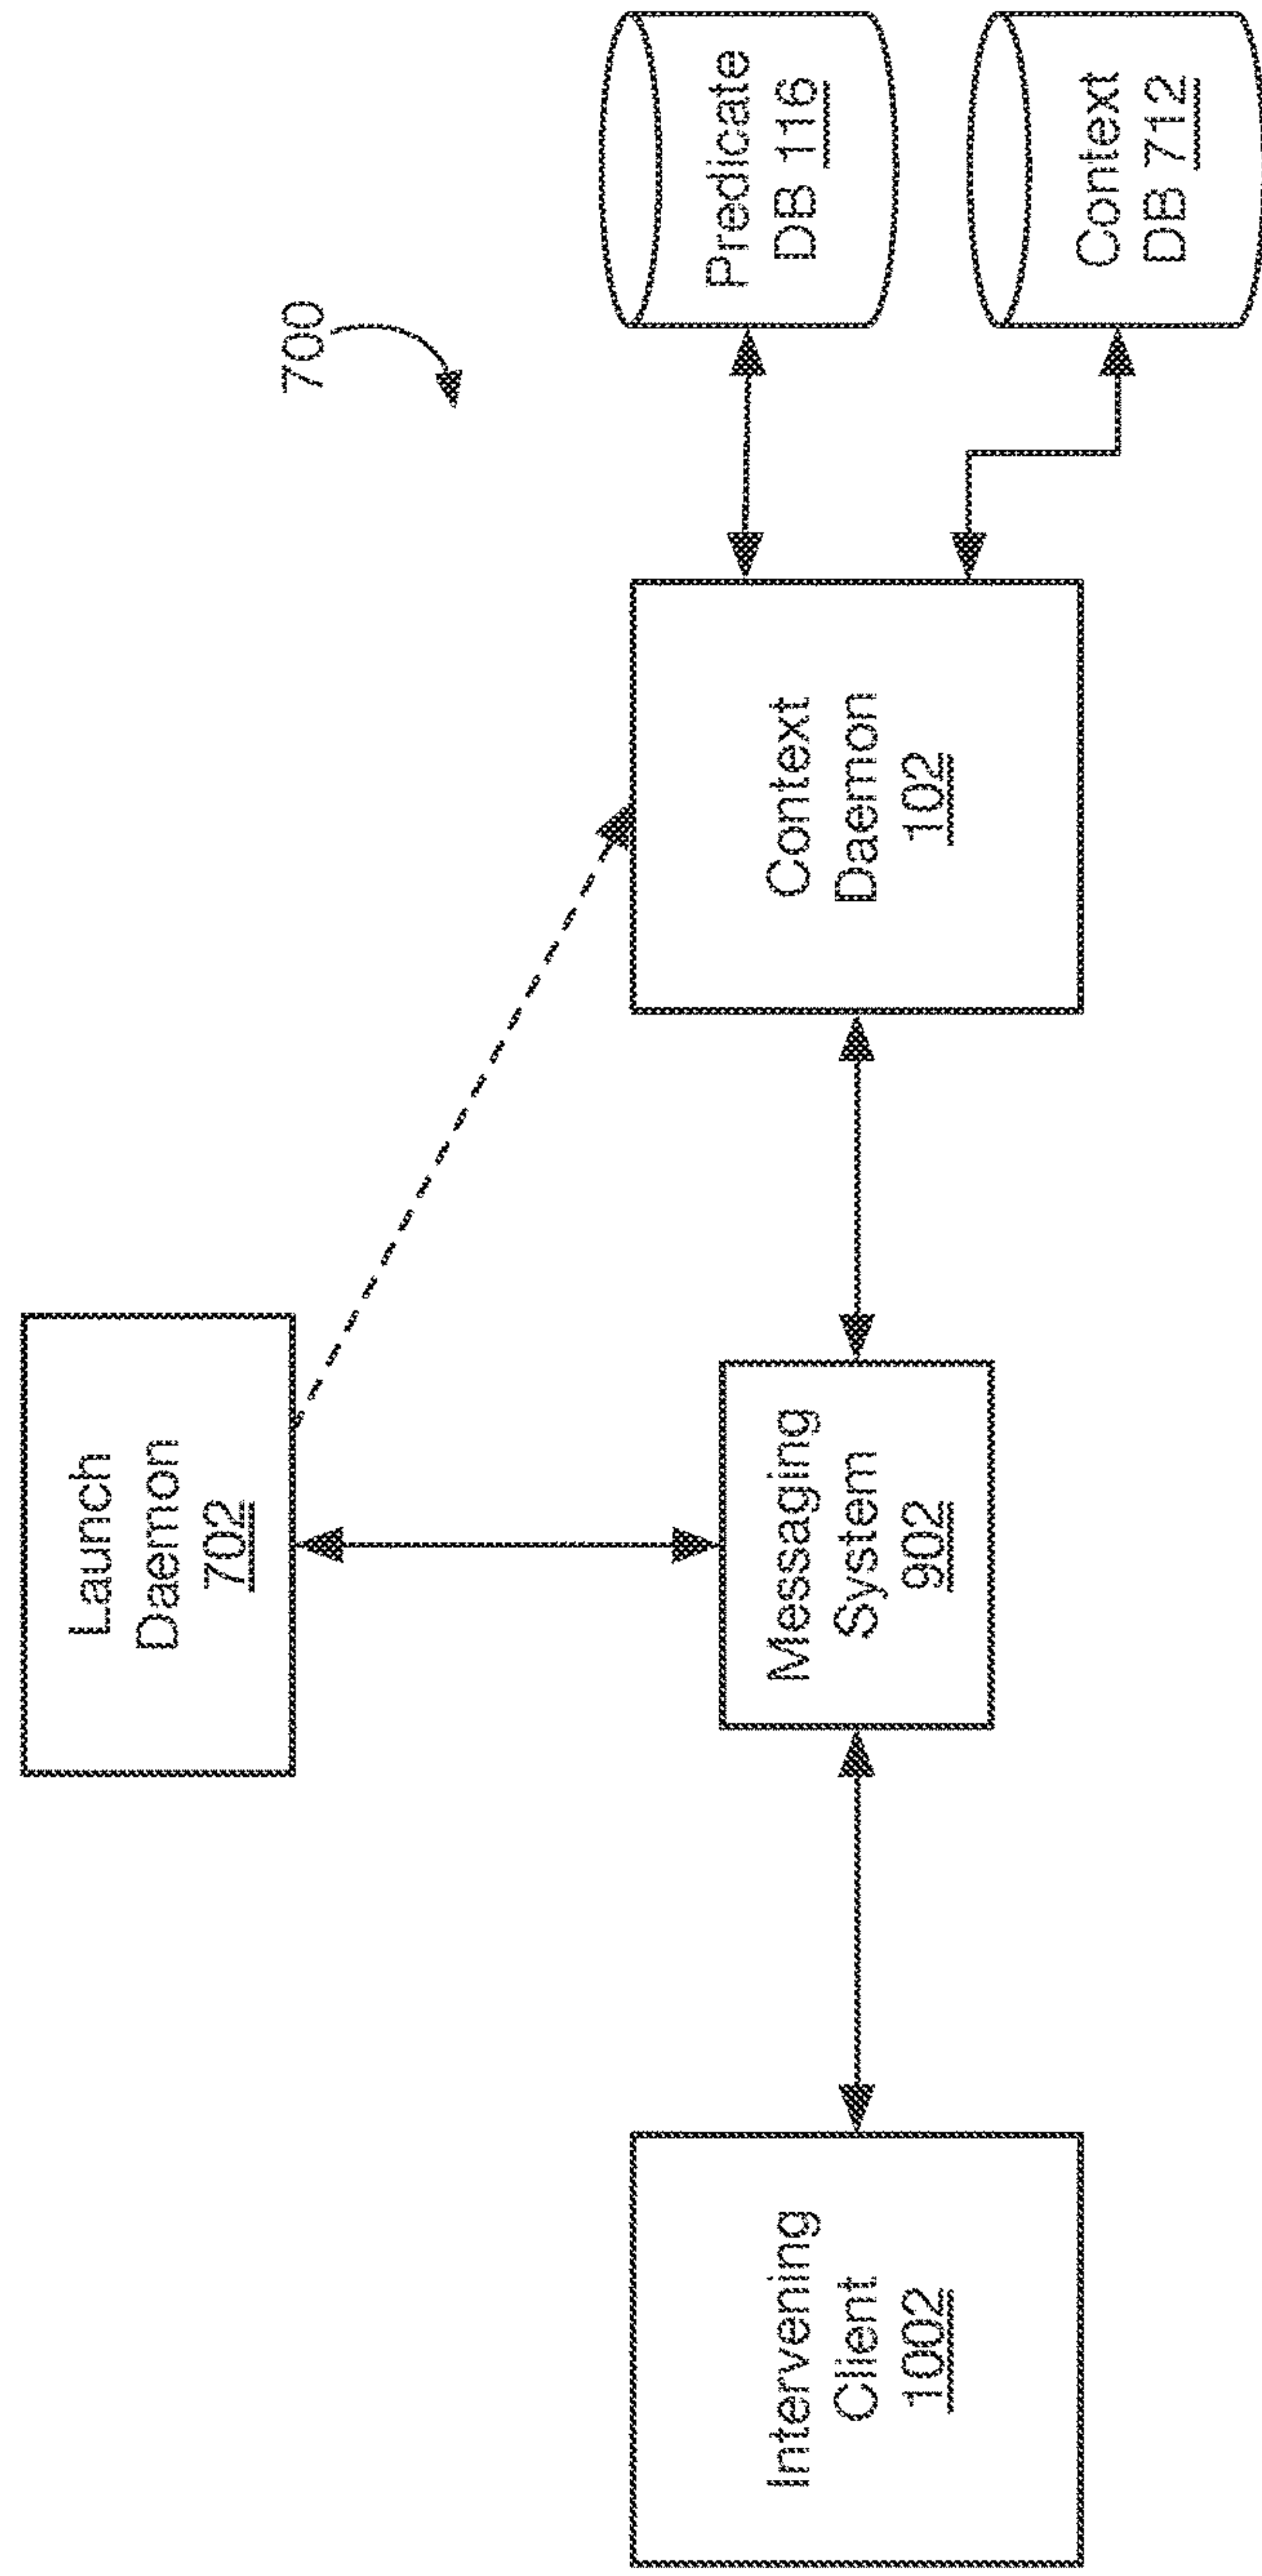 700
Launch
Daemon
702
Intervening
Client
1002
Messaging
System
902
Context
Daemon
102
Predicate
DB 116
Context
DB 712